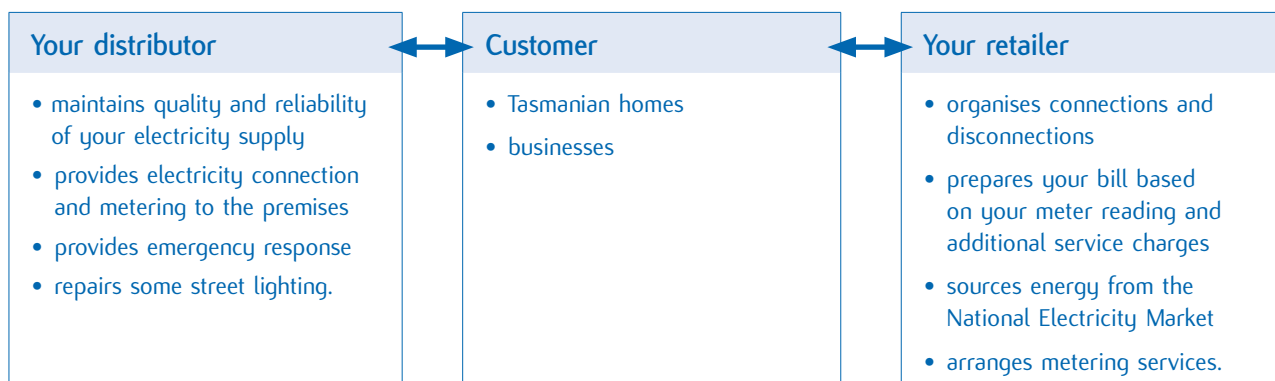 Your distributor
• maintains quality and reliability
of your electricity supply
• provides electricity connection
and metering to the premises
• provides emergency response
• repairs some street lighting.
Customer
• Tasmanian homes
• businesses
Your retailer
• organises connections and
disconnections
• prepares your bill based
on your meter reading and
additional service charges
• sources energy from the
National Electricity Market
• arranges metering services.